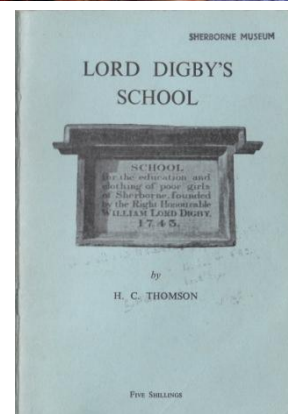 SHERBORNE MUSEUM
LORD DIGBY'S
SCHOOL
SCHOOL
for the education and
clothing of poor girls
of Sherborne, founded
by the Right Honourable
WILLIAM LORD DIGBY.
1743.
by
H. C. THOMSON
FIVE SHILLINGS